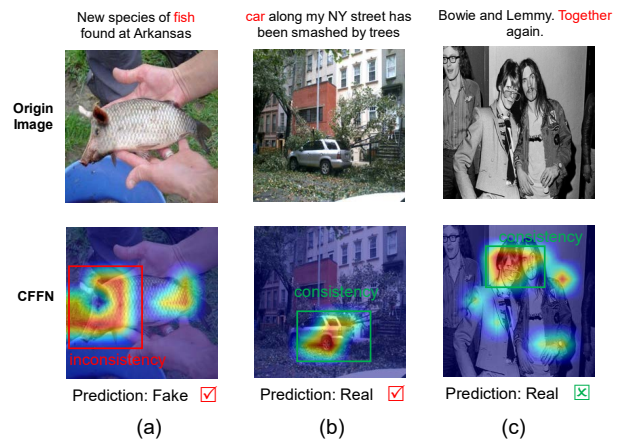 New species of fish
found at Arkansas
car along my NY street has
been smashed by trees
Bowie and Lemmy. Together
again.
Origin
Image
CFFN
inconsistency
consistency
consistency
Prediction: Fake ☑
Prediction: Real ☑
Prediction: Real ☒
(a)
(b)
(c)